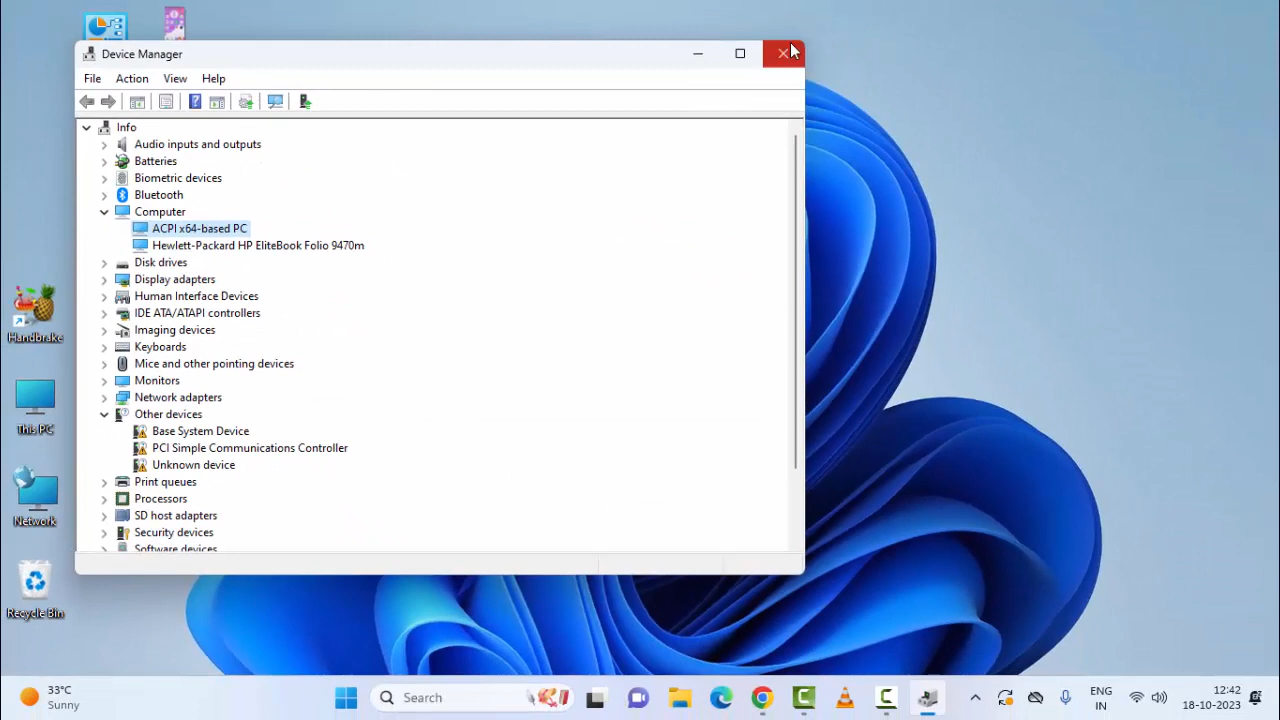 Device Manager
File Action View Help
Info
Audio inputs and outputs
Batteries
Biometric devices
Bluetooth
Computer
ACPI x64-based PC
Hewlett-Packard HP EliteBook Folio 9470m
Disk drives
Display adapters
Human Interface Devices
IDE ATA/ATAPI controllers
Imaging devices
Keyboards
Mice and other pointing devices
Monitors
Network adapters
Other devices
Base System Device
PCI Simple Communications Controller
Unknown device
Print queues
Processors
SD host adapters
Security devices
Software devices
Handbrake
This PC
Network
Recycle Bin
33°C
Sunny
Search
ENG
IN
12:42
18-10-2023